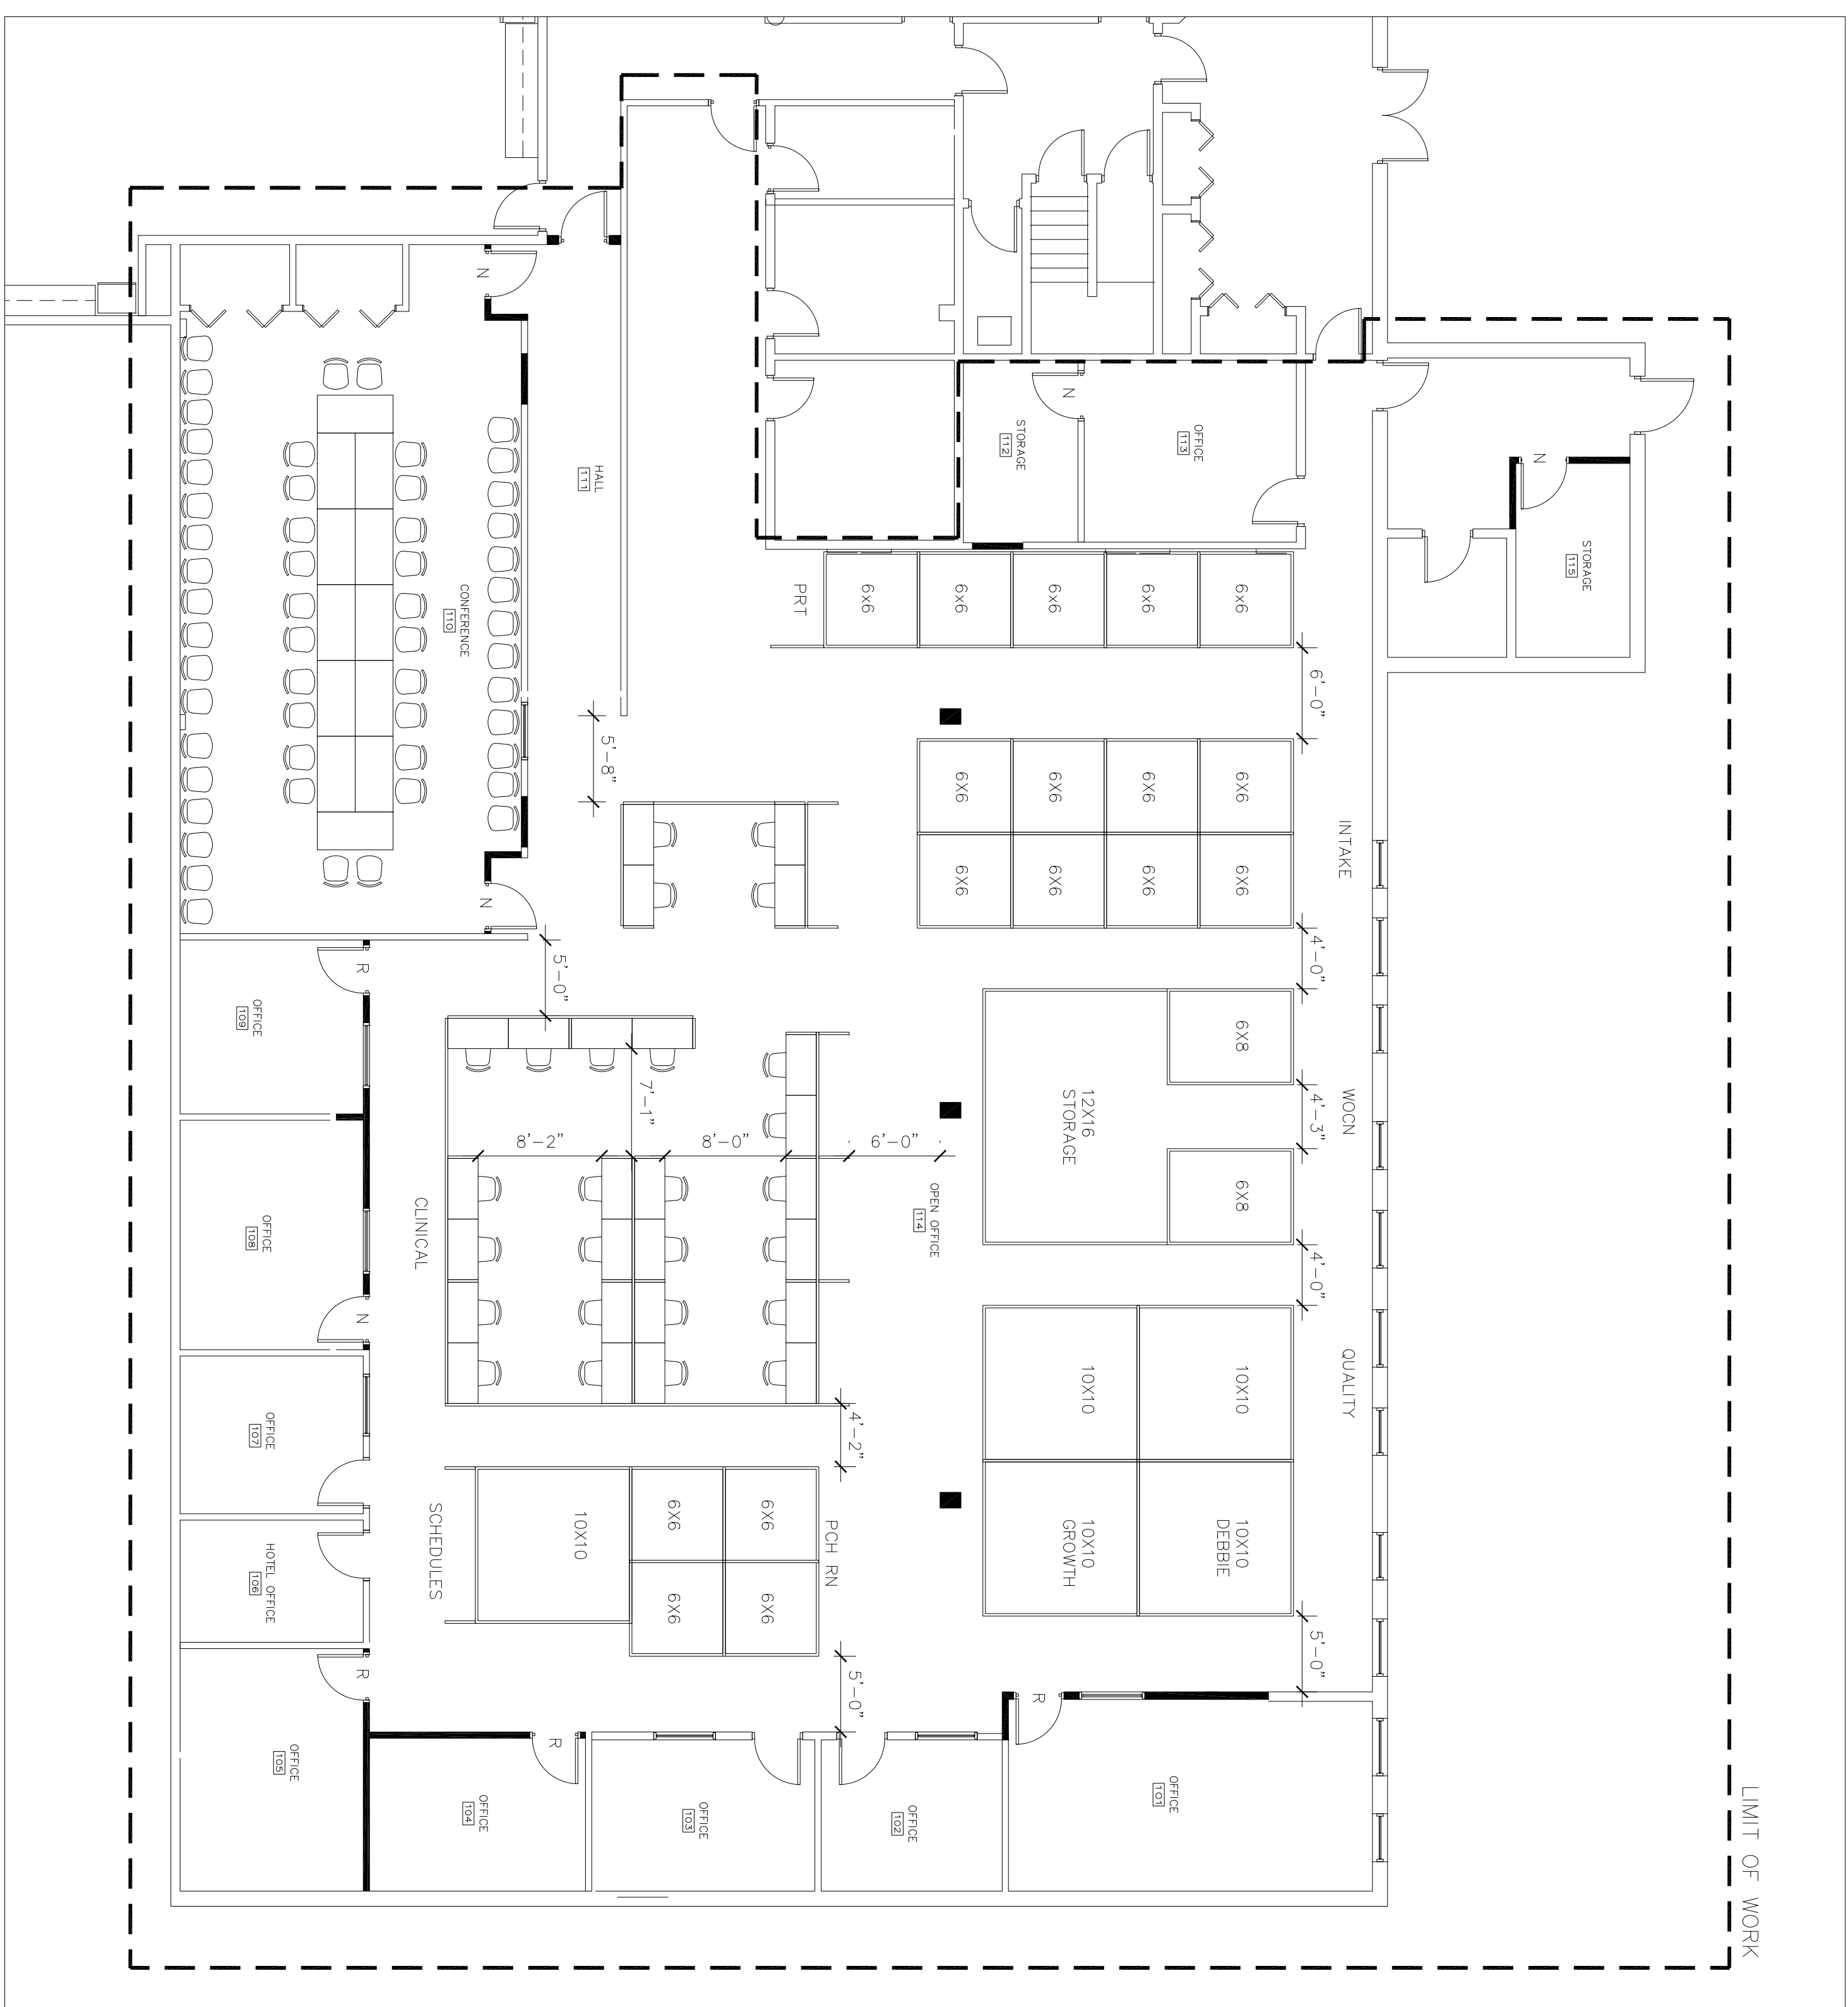 LIMIT OF WORK
STORAGE
115
N
INTAKE
WOCN
QUALITY
6'-0"
4'-0"
4'-3"
4'-0"
5'-0"
6x6
6X6
6X6
6X8
6X8
10X10
10X10
DEBBIE
OFFICE
113
OFFICE
101
6x6
6X6
6X6
12X16
STORAGE
10X10
10X10
GROWTH
N
R
6x6
6X6
6X6
STORAGE
112
6x6
6X6
6X6
OPEN OFFICE
114
OFFICE
102
6'-0"
6x6
4'-2"
5'-0"
PCH RN
PRT
6X6
6X6
8'-0"
OFFICE
103
6X6
6X6
7'-1"
5'-8"
HALL
111
10X10
5'-0"
R
8'-2"
N
N
OFFICE
104
CONFERENCE
110
CLINICAL
SCHEDULES
R
N
R
OFFICE
109
OFFICE
108
OFFICE
107
HOTEL OFFICE
106
OFFICE
105